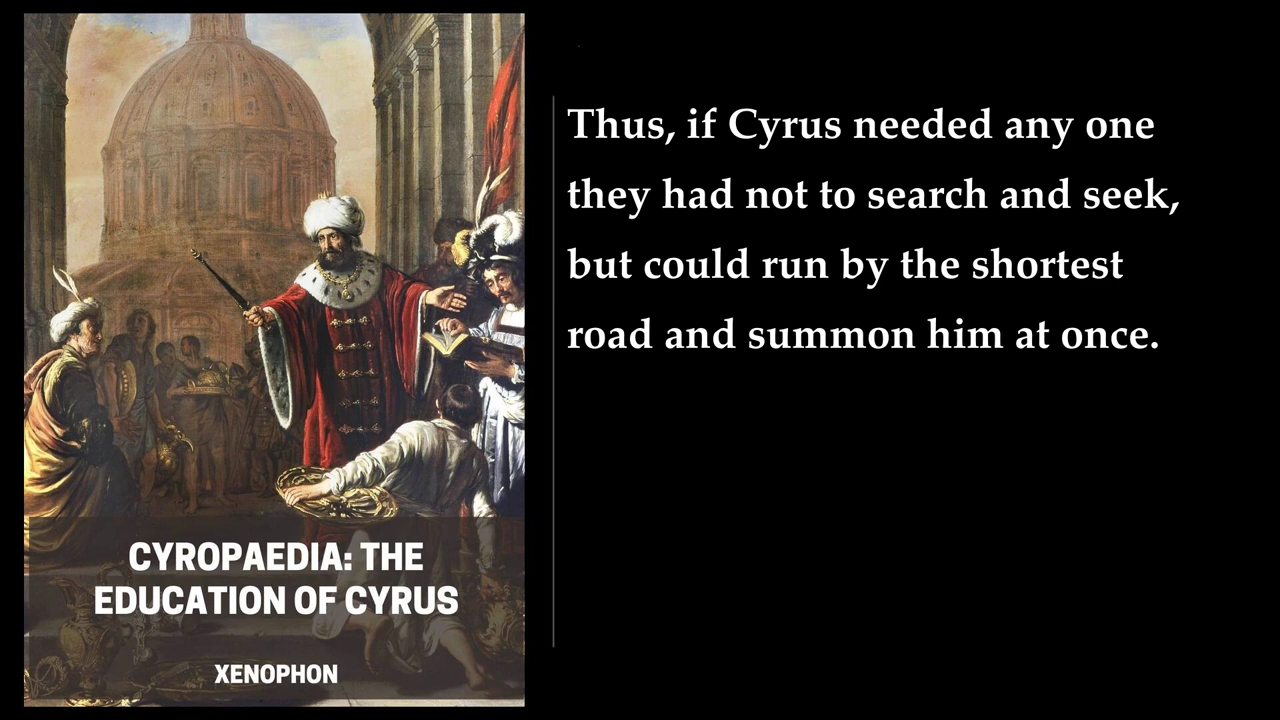 Thus, if Cyrus needed any one
they had not to search and seek,
but could run by the shortest
road and summon him at once.
CYROPAEDIA: THE
EDUCATION OF CYRUS
XENOPHON